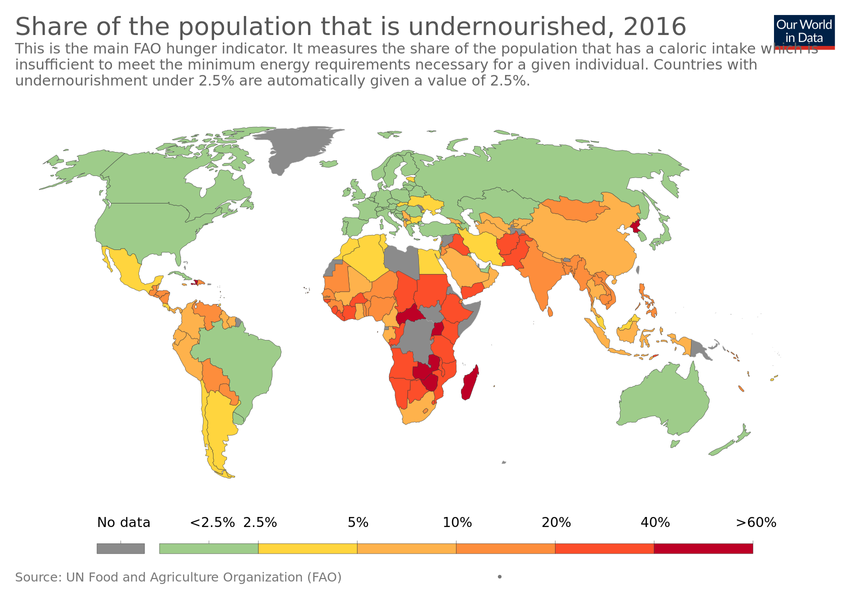 Share of the population that is undernourished, 2016
Our World
in Data
This is the main FAO hunger indicator. It measures the share of the population that has a caloric intake which is
insufficient to meet the minimum energy requirements necessary for a given individual. Countries with
undernourishment under 2.5% are automatically given a value of 2.5%.
No data <2.5% 2.5% 5% 10% 20% 40% >60%
Source: UN Food and Agriculture Organization (FAO)